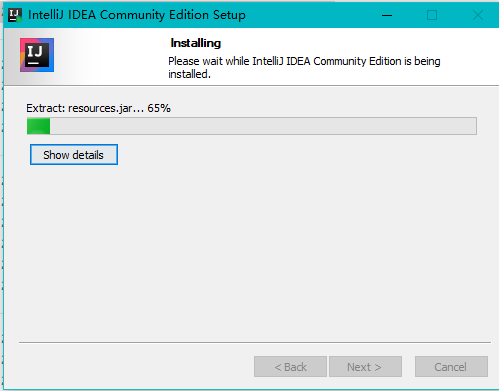 IntelliJ IDEA Community Edition Setup
IJ
Installing
Please wait while IntelliJ IDEA Community Edition is being
installed.
Extract: resources.jar... 65%
Show details
< Back
Next >
Cancel